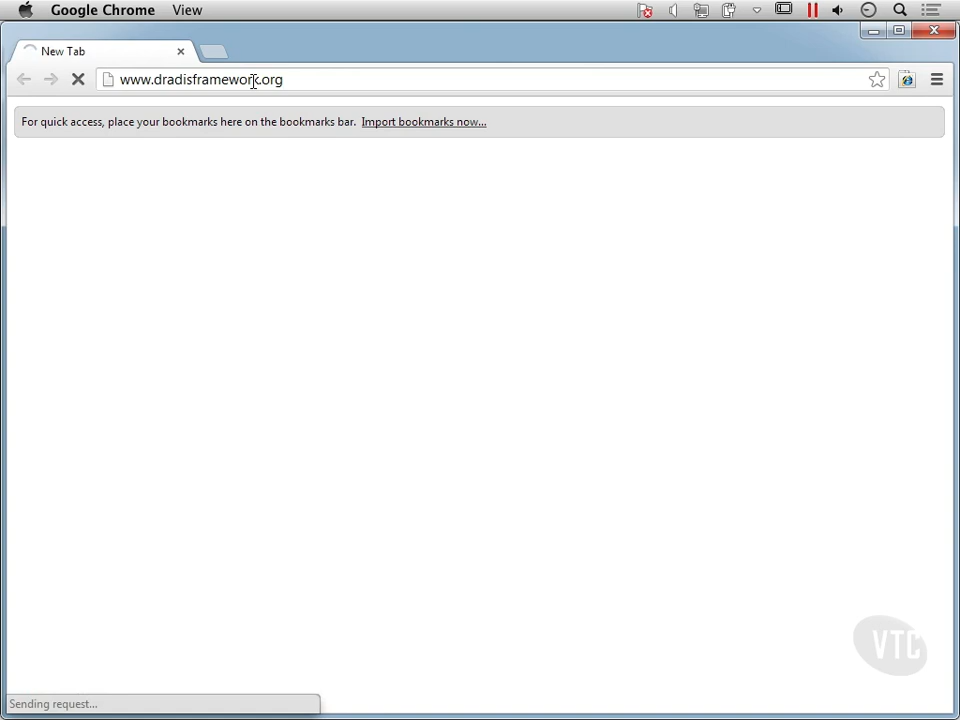 Google Chrome View
New Tab
www.dradisframework.org
For quick access, place your bookmarks here on the bookmarks bar. Import bookmarks now...
VTC
Sending request...